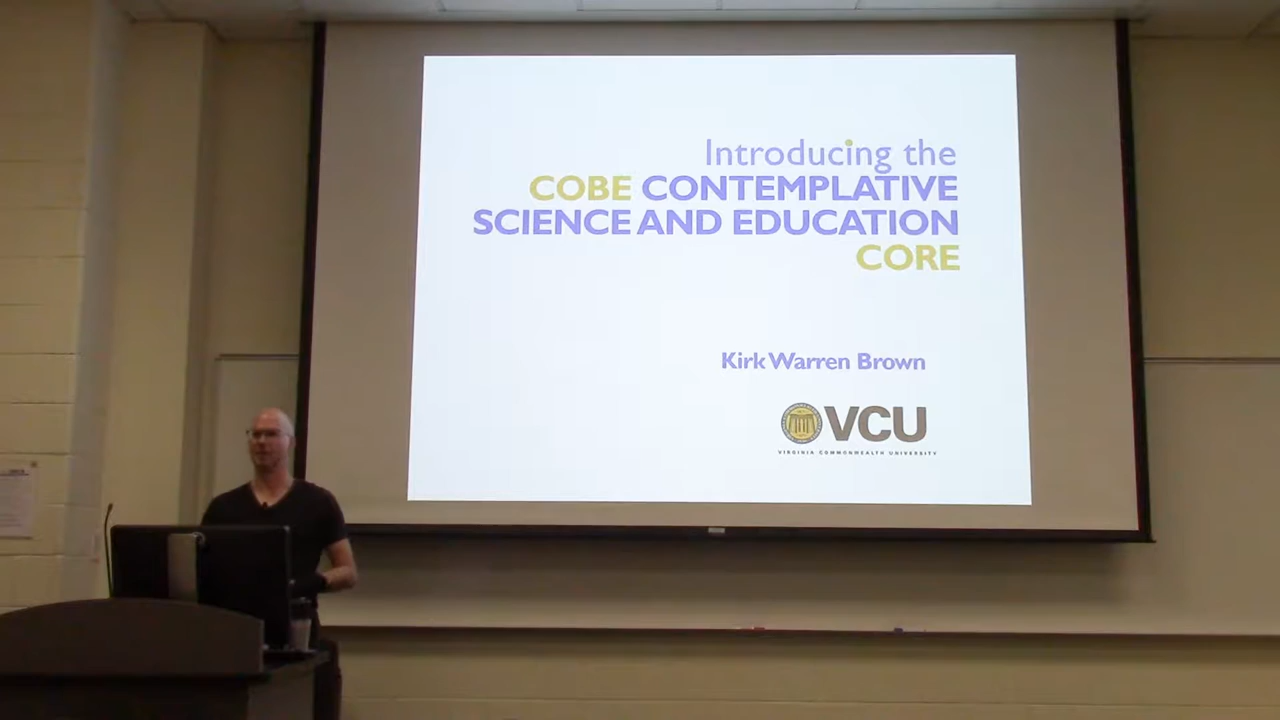 Introducing the
COBE CONTEMPLATIVE
SCIENCE AND EDUCATION
CORE
Kirk Warren Brown
VCU
VIRGINIA COMMONWEALTH UNIVERSITY